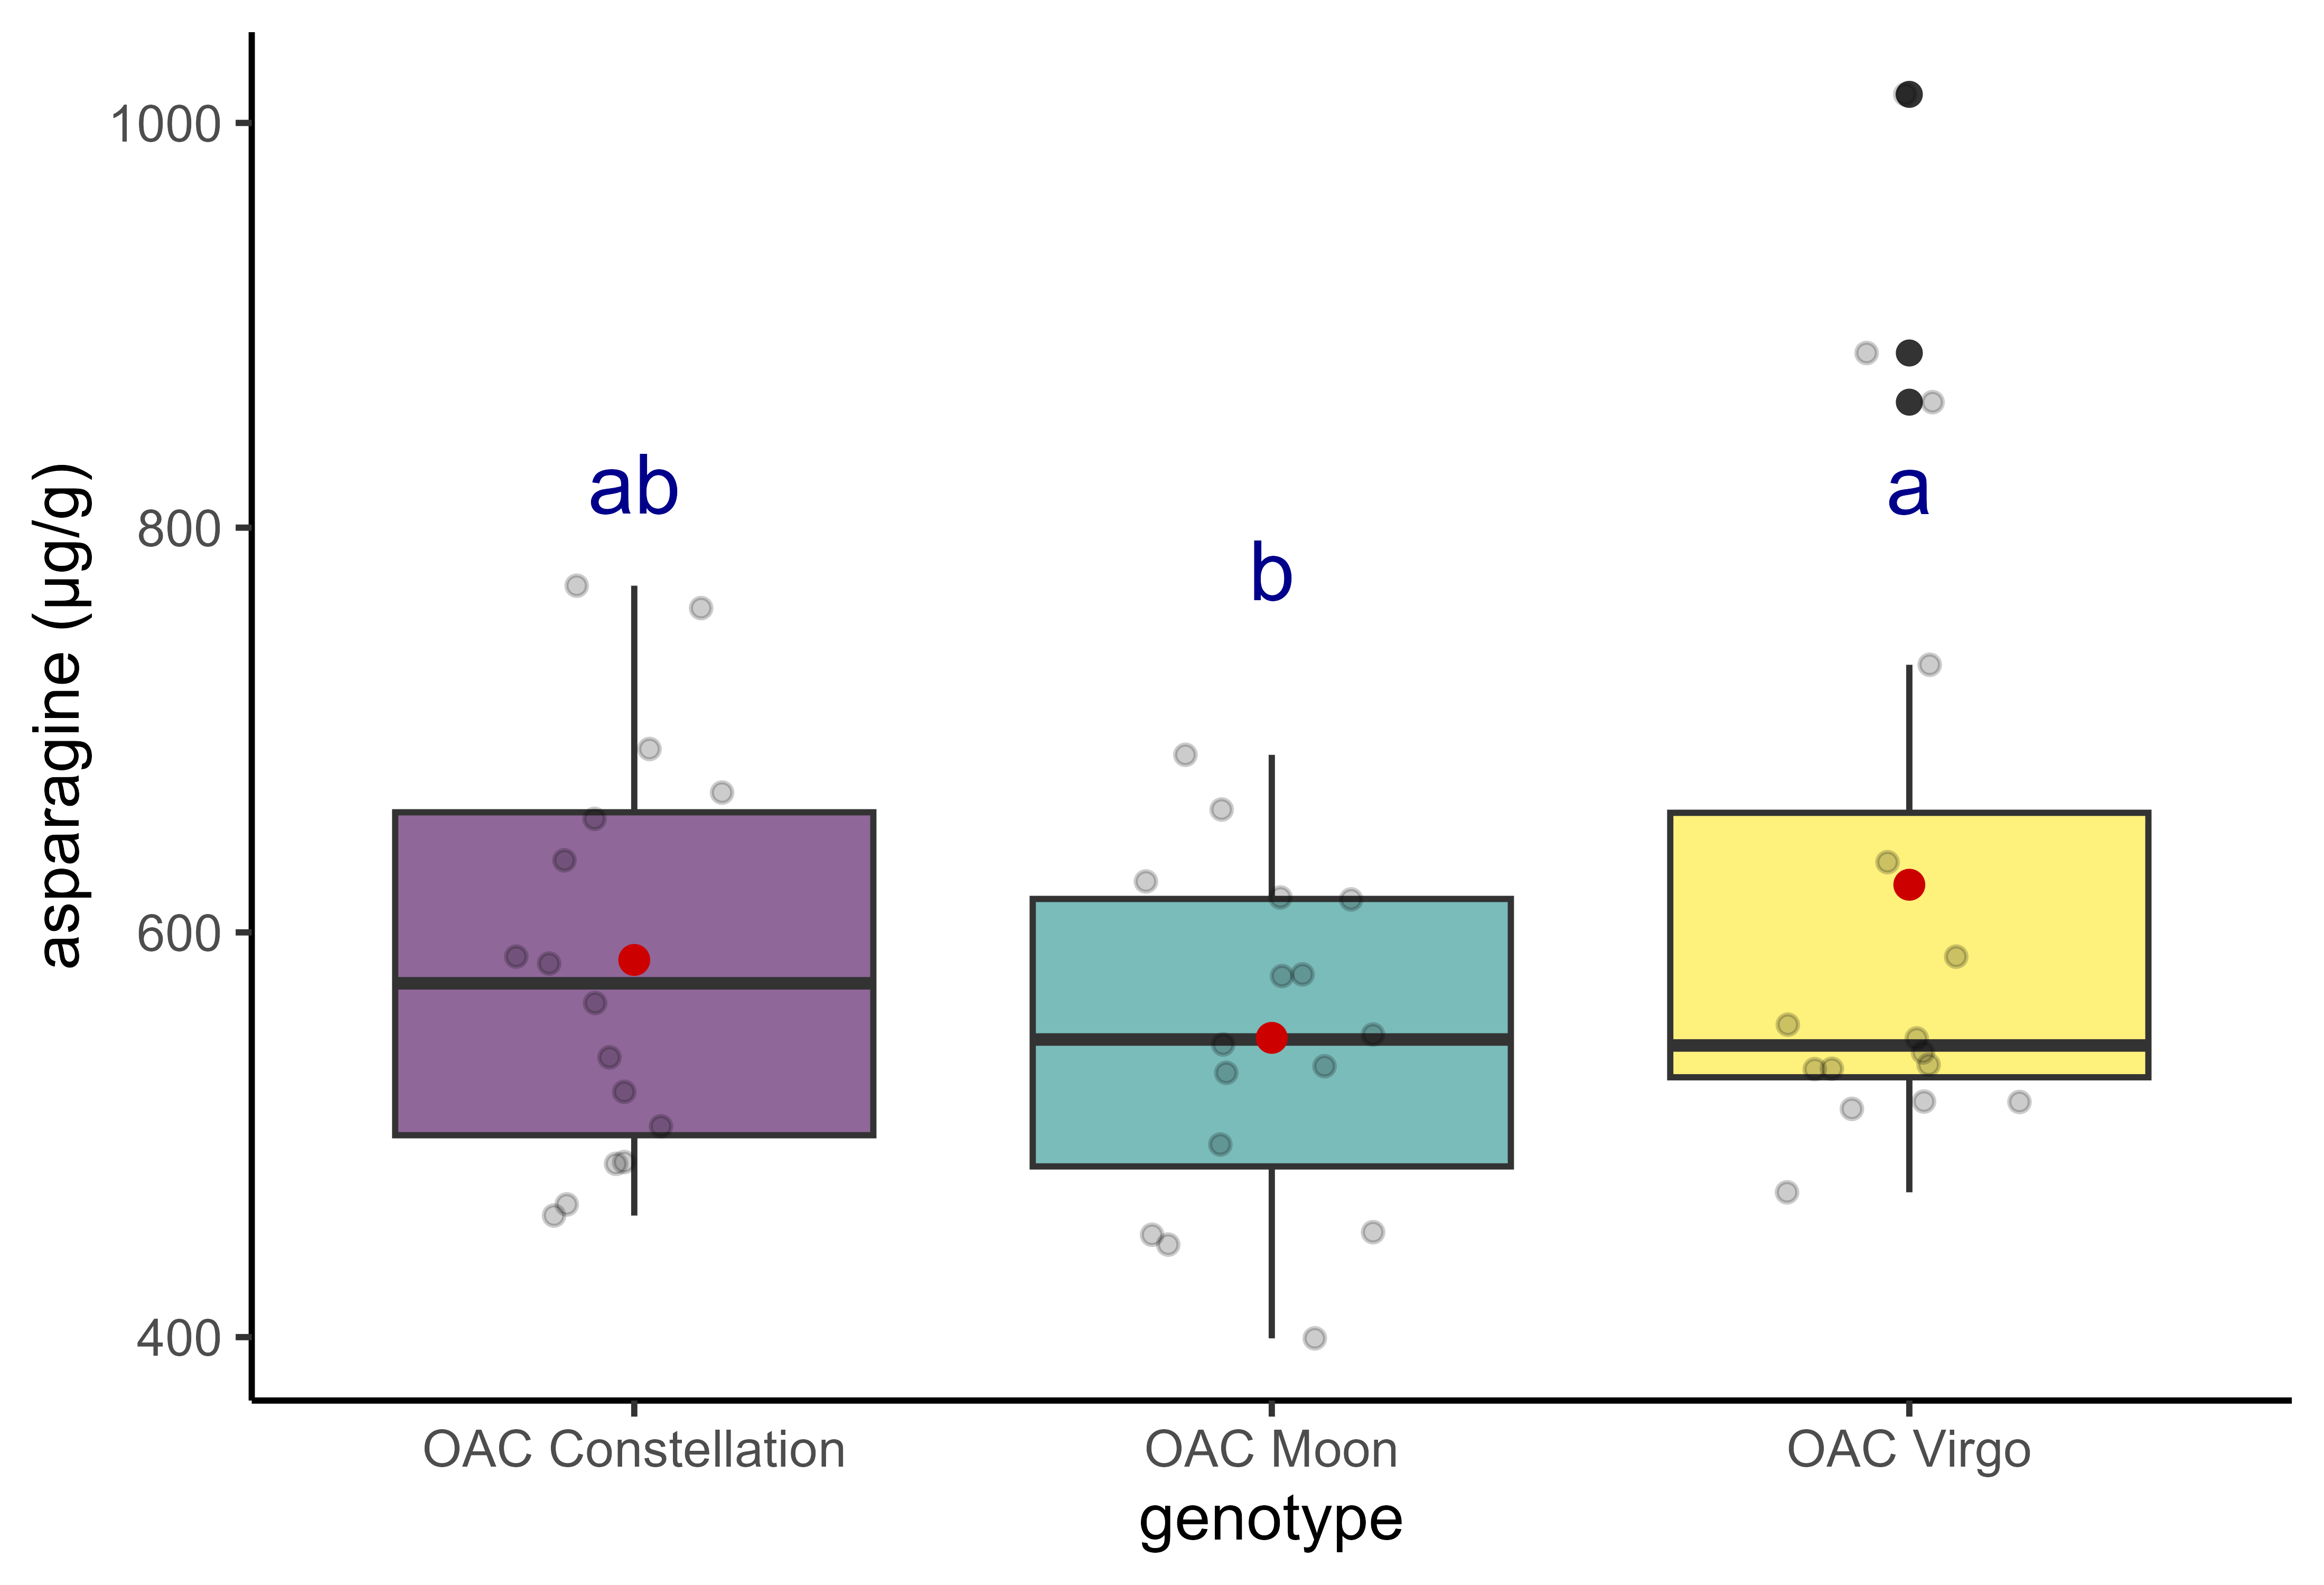 asparagine (µg/g)
1000
800
600
400
ab
b
a
OAC Constellation
OAC Moon
OAC Virgo
genotype